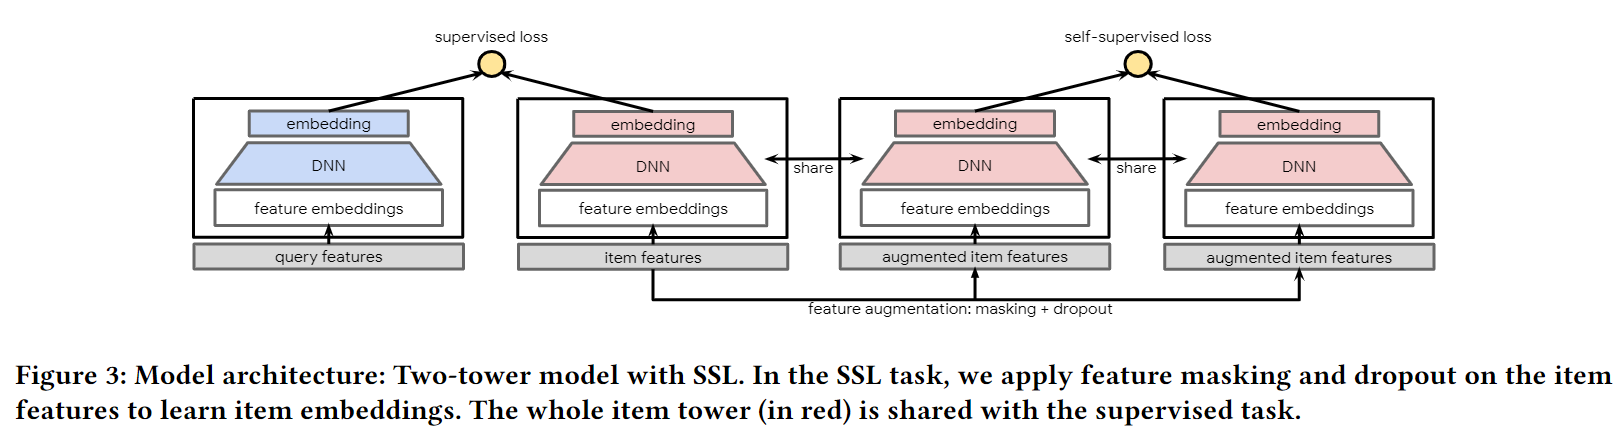 supervised loss
self-supervised loss
embedding
embedding
embedding
embedding
DNN
DNN
DNN
DNN
share
share
feature embeddings
feature embeddings
feature embeddings
feature embeddings
query features
item features
augmented item features
augmented item features
feature augmentation: masking + dropout
Figure 3: Model architecture: Two-tower model with SSL. In the SSL task, we apply feature masking and dropout on the item
features to learn item embeddings. The whole item tower (in red) is shared with the supervised task.